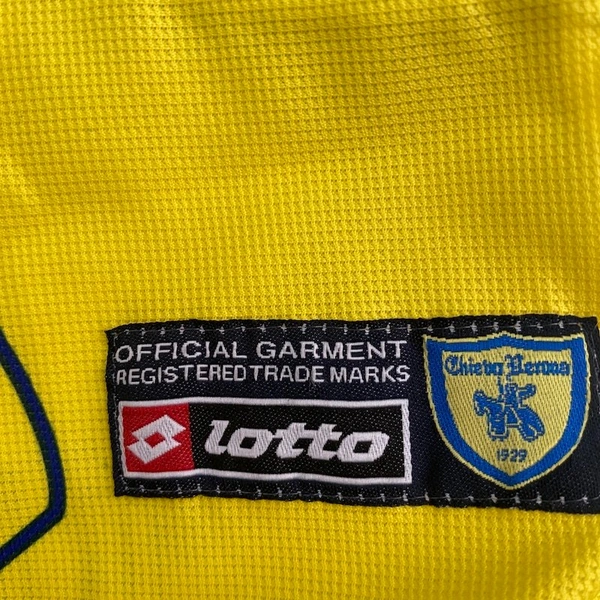 OFFICIAL GARMENT
REGISTERED TRADE MARKS
lotto
Chievo Verona
1929